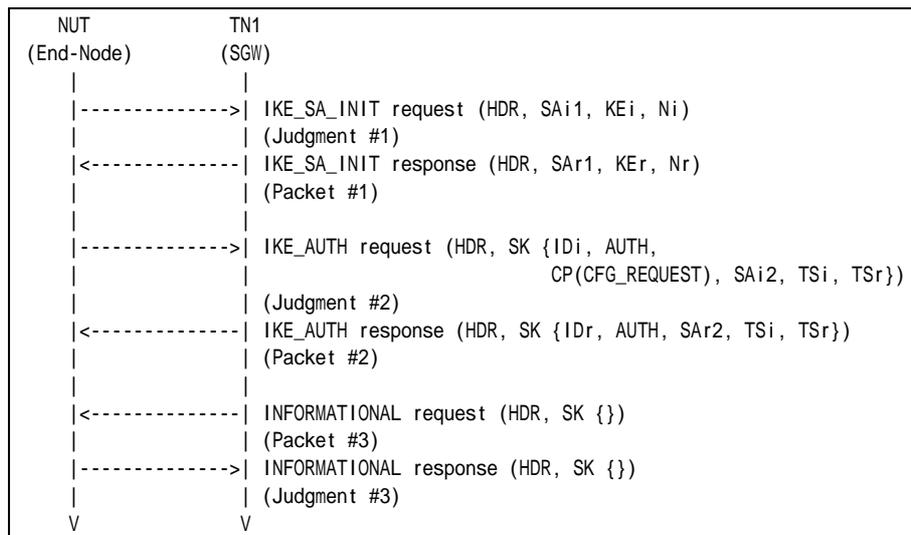 NUT TN1
(End-Node) (SGW)
| |
|-------------->| IKE_SA_INIT request (HDR, SAi1, KEi, Ni)
| | (Judgment #1)
|<--------------| IKE_SA_INIT response (HDR, SAr1, KEr, Nr)
| | (Packet #1)
| |
|-------------->| IKE_AUTH request (HDR, SK {IDi, AUTH,
| | CP(CFG_REQUEST), SAi2, TSi, TSr})
| | (Judgment #2)
|<--------------| IKE_AUTH response (HDR, SK {IDr, AUTH, SAr2, TSi, TSr})
| | (Packet #2)
| |
|<--------------| INFORMATIONAL request (HDR, SK {})
| | (Packet #3)
|-------------->| INFORMATIONAL response (HDR, SK {})
| | (Judgment #3)
V V